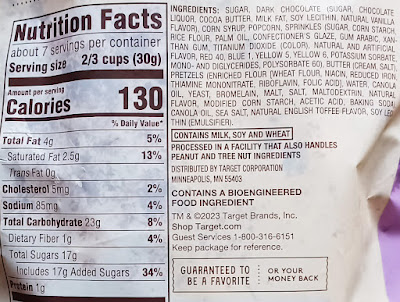 Nutrition Facts
about 7 servings per container
Serving size 2/3 cups (30g)
Amount per serving
Calories 130
% Daily Value*
Total Fat 4g 5%
Saturated Fat 2.5g 13%
Trans Fat 0g
Cholesterol 5mg 2%
Sodium 85mg 4%
Total Carbohydrate 23g 8%
Dietary Fiber 1g 4%
Total Sugars 17g
Includes 17g Added Sugars 34%
Protein 1g
INGREDIENTS: SUGAR, DARK CHOCOLATE (SUGAR, CHOCOLATE
LIQUOR, COCOA BUTTER, MILK FAT, SOY LECITHIN, NATURAL VANILLA
FLAVOR), CORN SYRUP, POPCORN, SPRINKLES (SUGAR, CORN STARCH,
RICE FLOUR, PALM OIL, CONFECTIONER'S GLAZE, GUM ARABIC, XAN-
THAN GUM, TITANIUM DIOXIDE (COLOR), NATURAL AND ARTIFICIAL
FLAVOR, RED 40, BLUE 1, YELLOW 5, YELLOW 6, POTASSIUM SORBATE,
MONO- AND DIGLYCERIDES, POLYSORBATE 60), BUTTER (CREAM, SALT),
PRETZELS (ENRICHED FLOUR (WHEAT FLOUR, NIACIN, REDUCED IRON,
THIAMINE MONONITRATE, RIBOFLAVIN, FOLIC ACID), WATER, CANOLA
OIL, YEAST, BROMELAIN, MALT, SALT, MALTODEXTRIN, NATURAL
FLAVOR, MODIFIED CORN STARCH, ACETIC ACID, BAKING SODA),
CANOLA OIL, SEA SALT, NATURAL ENGLISH TOFFEE FLAVOR, SOY LECI-
THIN (EMULSIFIER).
CONTAINS MILK, SOY AND WHEAT
PROCESSED IN A FACILITY THAT ALSO HANDLES
PEANUT AND TREE NUT INGREDIENTS
DISTRIBUTED BY TARGET CORPORATION
MINNEAPOLIS, MN 55403
CONTAINS A BIOENGINEERED
FOOD INGREDIENT
TM & ©2023 Target Brands, Inc.
Shop Target.com
Guest Services 1-800-316-6151
Keep package for reference.
GUARANTEED TO BE A FAVORITE
OR YOUR MONEY BACK